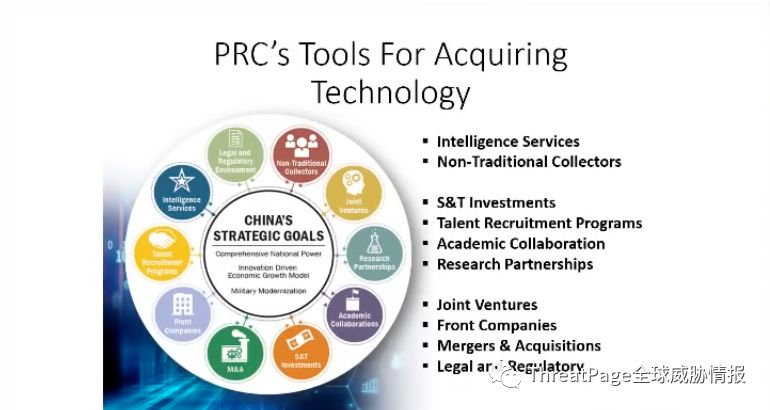 PRC's Tools For Acquiring
Technology
Legal and
Regulatory
Environment
Non-Traditional
Collectors
Joint
Ventures
Research
Partnerships
Academic
Collaborations
S&T
Investments
M&A
Front
Companies
Talent
Recruitment
Programs
Intelligence
Services
CHINA'S
STRATEGIC GOALS
Comprehensive National Power
Innovation Driven
Economic Growth Model
Military Modernization
▪ Intelligence Services
▪ Non-Traditional Collectors
▪ S&T Investments
▪ Talent Recruitment Programs
▪ Academic Collaboration
▪ Research Partnerships
▪ Joint Ventures
▪ Front Companies
▪ Mergers & Acquisitions
▪ Legal and Regulatory
ThreatPage全球威胁情报